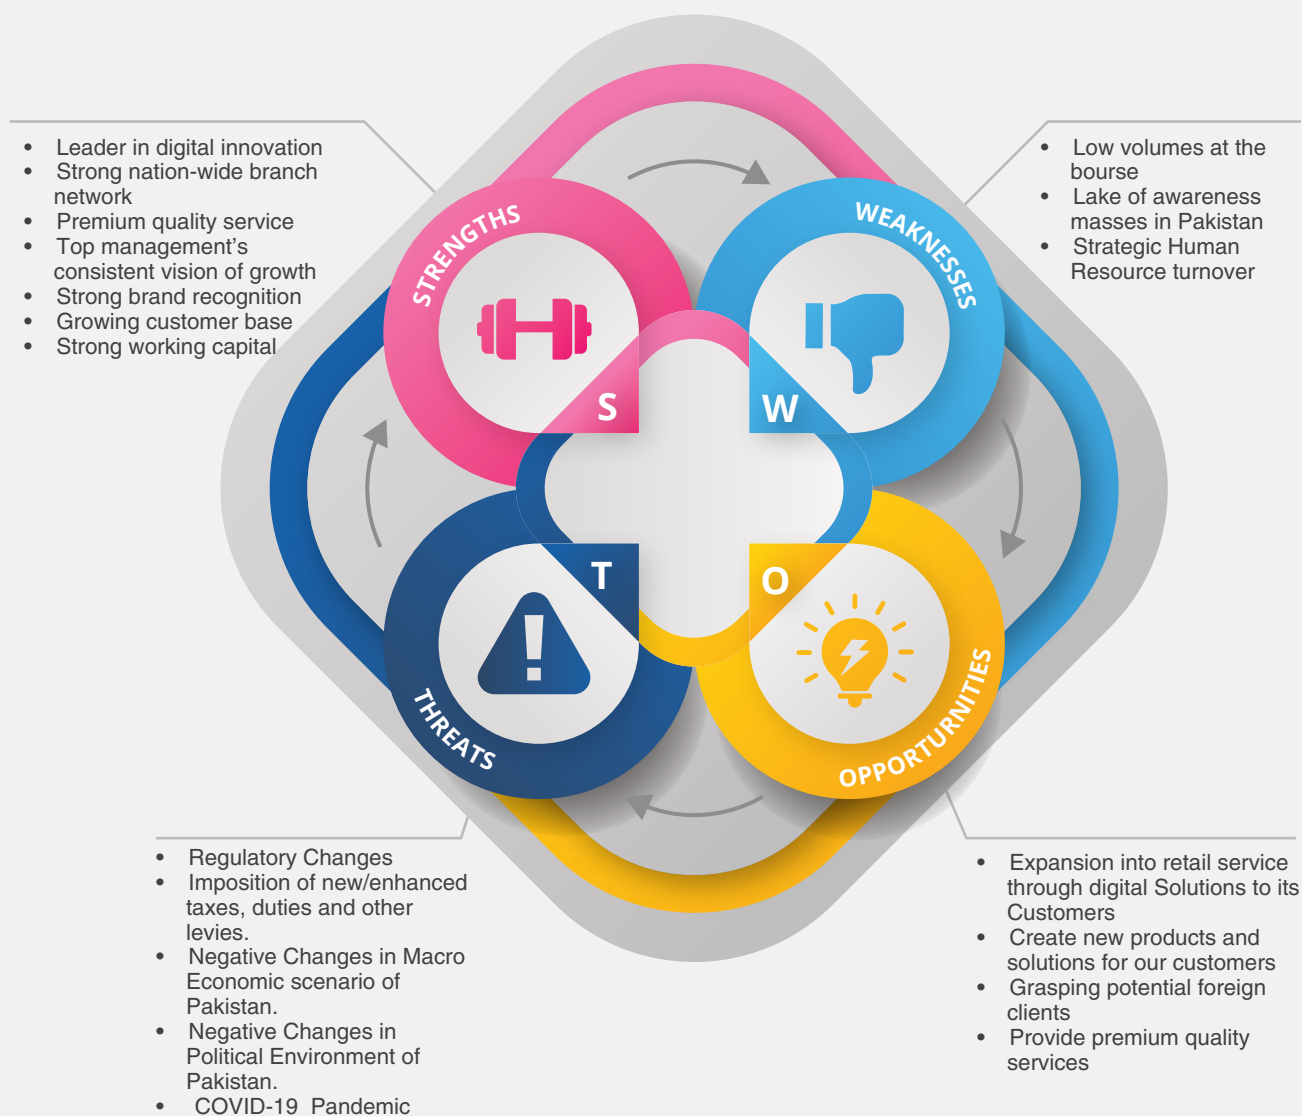 • Leader in digital innovation
• Strong nation-wide branch
network
• Premium quality service
• Top management’s
consistent vision of growth
• Strong brand recognition
• Growing customer base
• Strong working capital
STRENGTHS
S
WEAKNESSES
W
• Low volumes at the
bourse
• Lake of awareness
masses in Pakistan
• Strategic Human
Resource turnover
T
THREATS
O
OPPORTURNITIES
• Regulatory Changes
• Imposition of new/enhanced
taxes, duties and other
levies.
• Negative Changes in Macro
Economic scenario of
Pakistan.
• Negative Changes in
Political Environment of
Pakistan.
• COVID-19 Pandemic
• Expansion into retail service
through digital Solutions to its
Customers
• Create new products and
solutions for our customers
• Grasping potential foreign
clients
• Provide premium quality
services